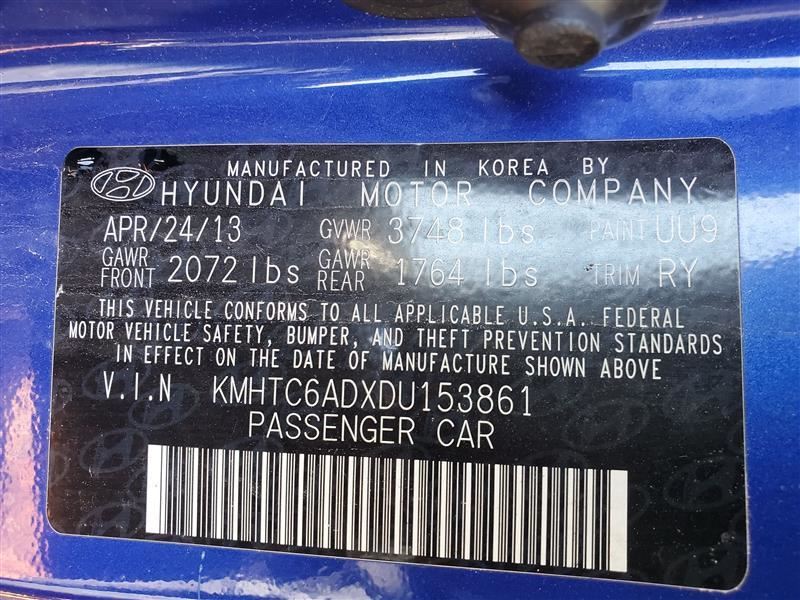 MANUFACTURED IN KOREA BY
HYUNDAI MOTOR COMPANY
APR/24/13 GVWR 3748 lbs PAINT UU9
GAWR FRONT 2072 lbs GAWR REAR 1764 lbs TRIM RY
THIS VEHICLE CONFORMS TO ALL APPLICABLE U.S.A. FEDERAL
MOTOR VEHICLE SAFETY, BUMPER, AND THEFT PREVENTION STANDARDS
IN EFFECT ON THE DATE OF MANUFACTURE SHOWN ABOVE
V.I.N KMHTC6ADXDU153861
PASSENGER CAR